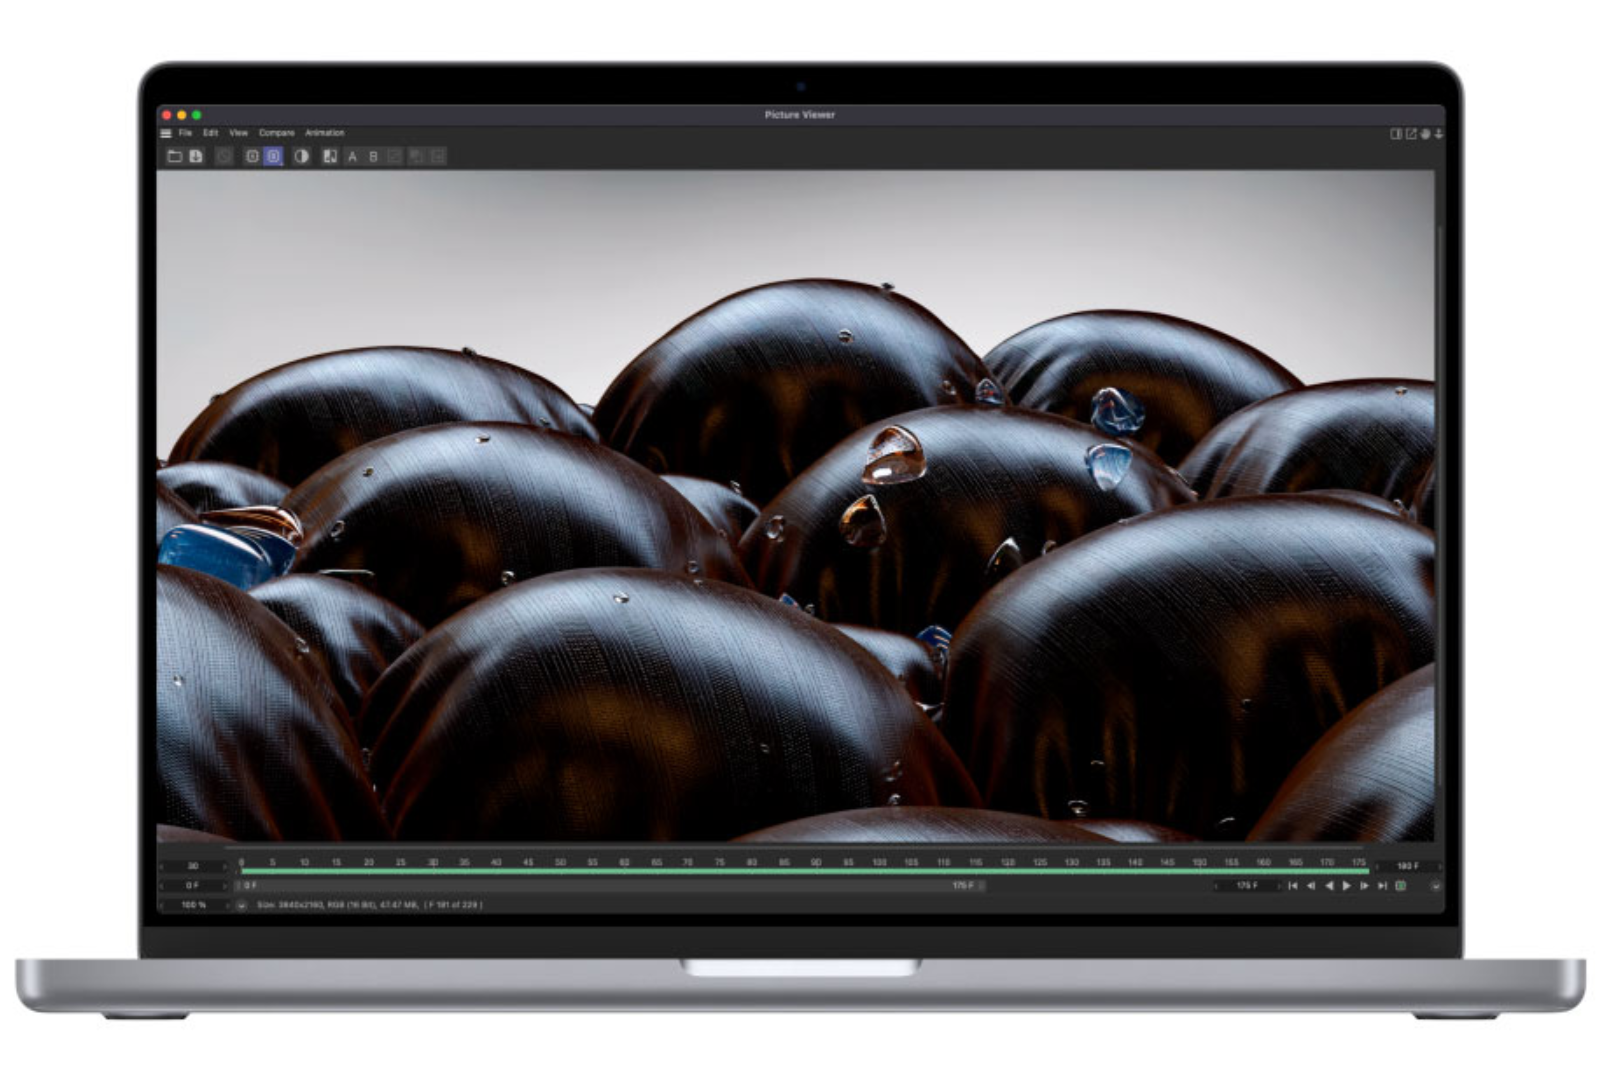 Picture Viewer
File Edit View Compare Animation
A B
30 0 5 10 15 20 25 30 35 40 45 50 55 60 65 70 75 80 85 90 95 100 105 110 115 120 125 130 135 140 145 150 155 160 165 170 175 180 F
0 F 0 F 175 F 175 F
100 % Size: 3840x2160, RGB (16 Bit), 47.47 MB, ( F 181 of 229 )